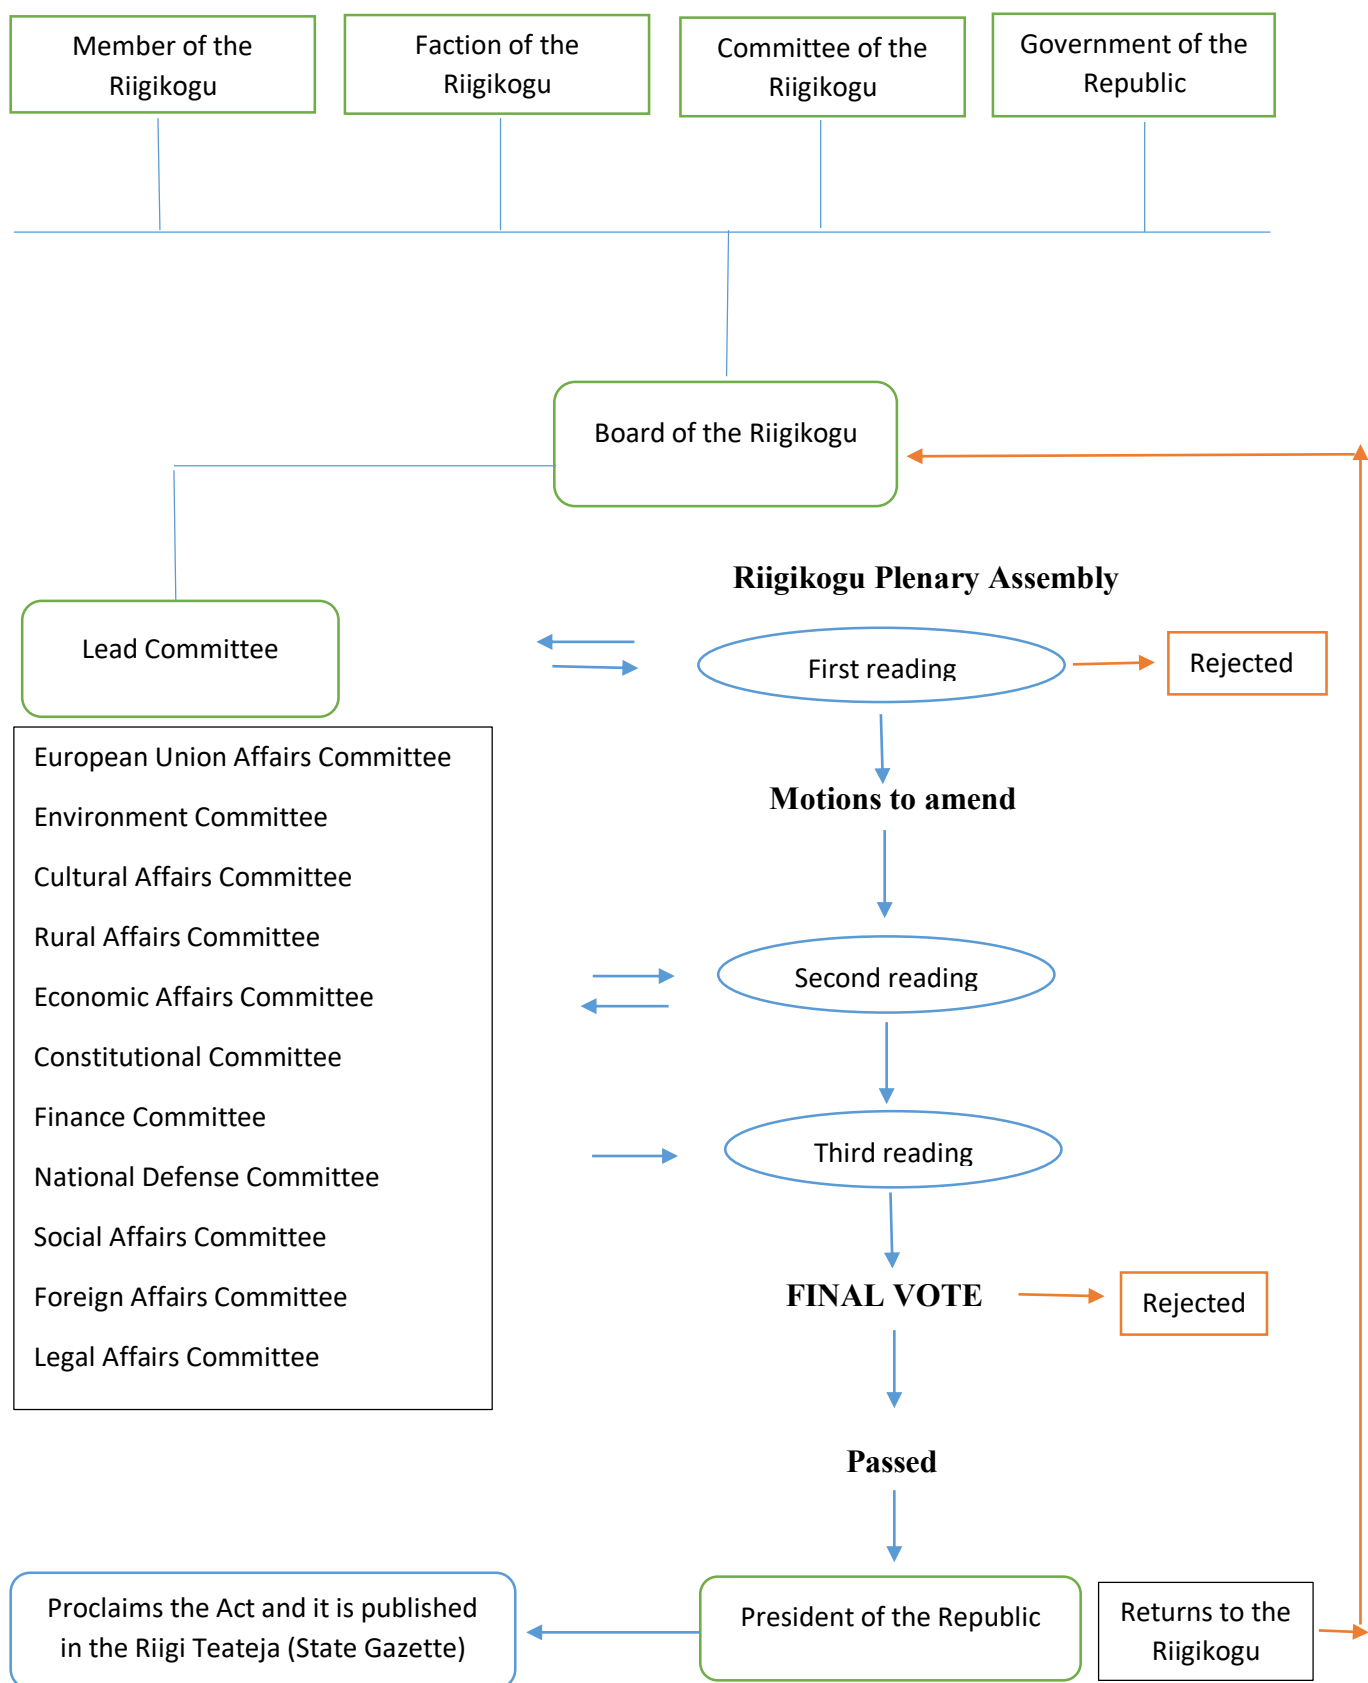 Member of the
Riigikogu
Faction of the
Riigikogu
Committee of the
Riigikogu
Government of the
Republic
Board of the Riigikogu
Riigikogu Plenary Assembly
Lead Committee
First reading
Rejected
European Union Affairs Committee
Environment Committee
Cultural Affairs Committee
Rural Affairs Committee
Economic Affairs Committee
Constitutional Committee
Finance Committee
National Defense Committee
Social Affairs Committee
Foreign Affairs Committee
Legal Affairs Committee
Motions to amend
Second reading
Third reading
FINAL VOTE
Rejected
Passed
Proclaims the Act and it is published
in the Riigi Teateja (State Gazette)
President of the Republic
Returns to the
Riigikogu